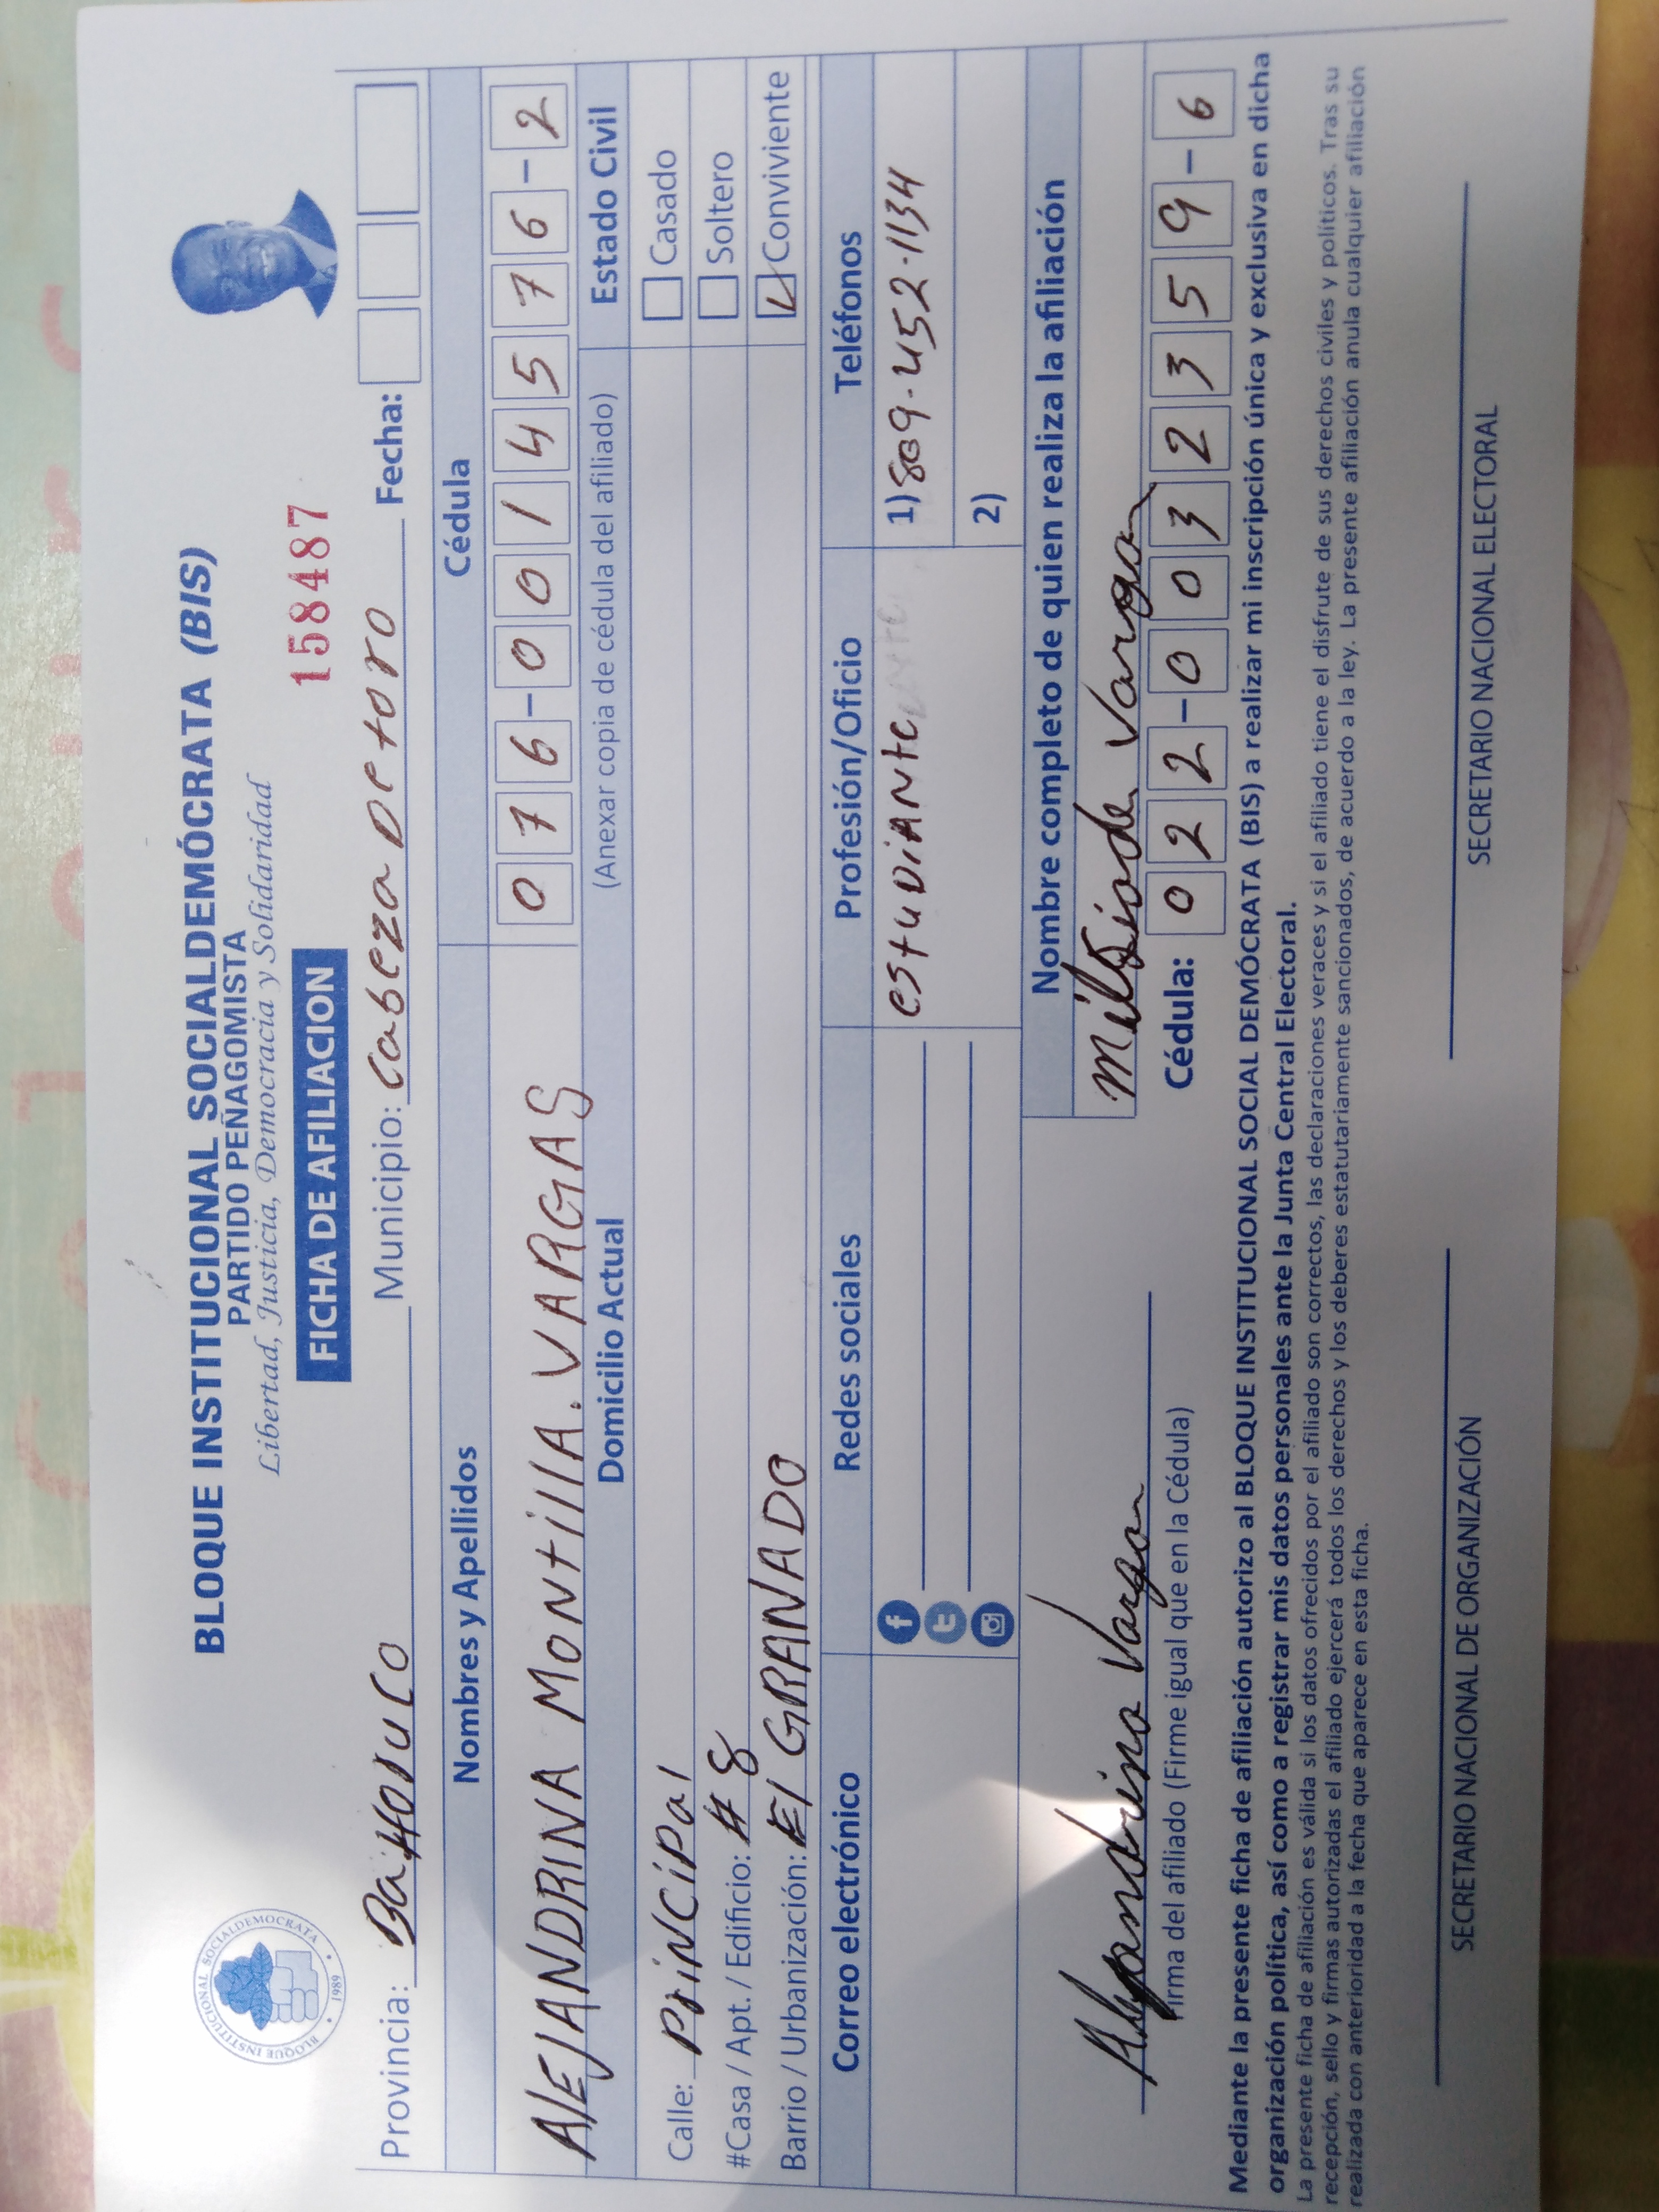 BLOQUE INSTITUCIONAL SOCIALDEMOCRATA
1989
BLOQUE INSTITUCIONAL SOCIALDEMÓCRATA (BIS)
PARTIDO PEÑAGOMISTA
Libertad, Justicia, Democracia y Solidaridad
FICHA DE AFILIACION
158487
Provincia: BaHoruco Municipio: Cabeza De toro Fecha:
Nombres y Apellidos Cédula
AlEJANDRINA MontillA. VARGAS 076-0014576-2
Domicilio Actual (Anexar copia de cédula del afiliado) Estado Civil
Calle: PriNCiPal Casado
#Casa / Apt. / Edificio: #8 Soltero
Barrio / Urbanización: El GRANADO Conviviente
Correo electrónico Redes sociales Profesión/Oficio Teléfonos
estuDiANte 1) 809-452-1134
2)
Nombre completo de quien realiza la afiliación
Vargas
Cédula: 022-0032359-6
Alejandrina Vargas
Firma del afiliado (Firme igual que en la Cédula)
Mediante la presente ficha de afiliación autorizo al BLOQUE INSTITUCIONAL SOCIAL DEMÓCRATA (BIS) a realizar mi inscripción única y exclusiva en dicha
organización política, así como a registrar mis datos personales ante la Junta Central Electoral.
La presente ficha de afiliación es válida si los datos ofrecidos por el afiliado son correctos, las declaraciones veraces y si el afiliado tiene el disfrute de sus derechos civiles y políticos. Tras su
recepción, sello y firmas autorizadas el afiliado ejercerá todos los derechos y los deberes estatutariamente sancionados, de acuerdo a la ley. La presente afiliación anula cualquier afiliación
realizada con anterioridad a la fecha que aparece en esta ficha.
SECRETARIO NACIONAL DE ORGANIZACIÓN SECRETARIO NACIONAL ELECTORAL